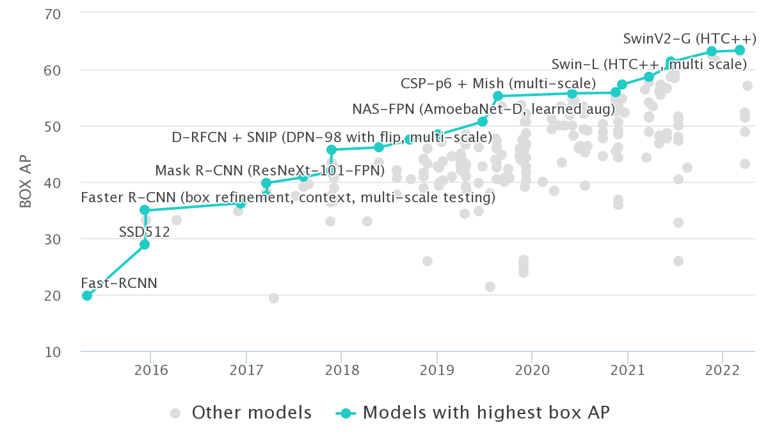 70
SwinV2-G (HTC++)
60
Swin-L (HTC++, multi scale)
CSP-p6 + Mish (multi-scale)
NAS-FPN (AmoebaNet-D, learned aug)
50
D-RFCN + SNIP (DPN-98 with flip, multi-scale)
Mask R-CNN (ResNeXt-101-FPN)
40
Faster R-CNN (box refinement, context, multi-scale testing)
BOX AP
30
SSD512
Fast-RCNN
20
10
2016 2017 2018 2019 2020 2021 2022
Other models Models with highest box AP